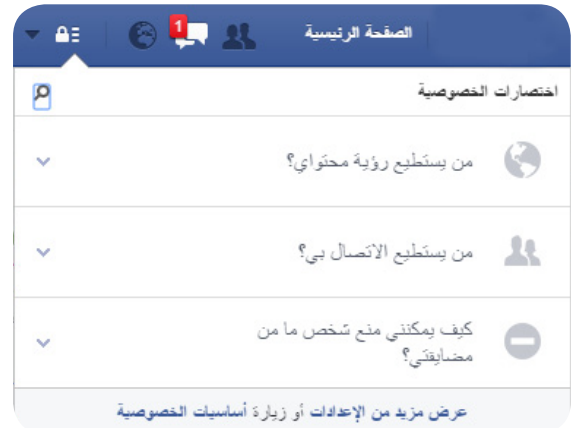 الصفحة الرئيسية
1
اختصارات الخصوصية
من يستطيع رؤية محتواي؟
من يستطيع الاتصال بي؟
كيف يمكنني منع شخص ما من
مضايقتي؟
عرض مزيد من الإعدادات أو زيارة أساسيات الخصوصية